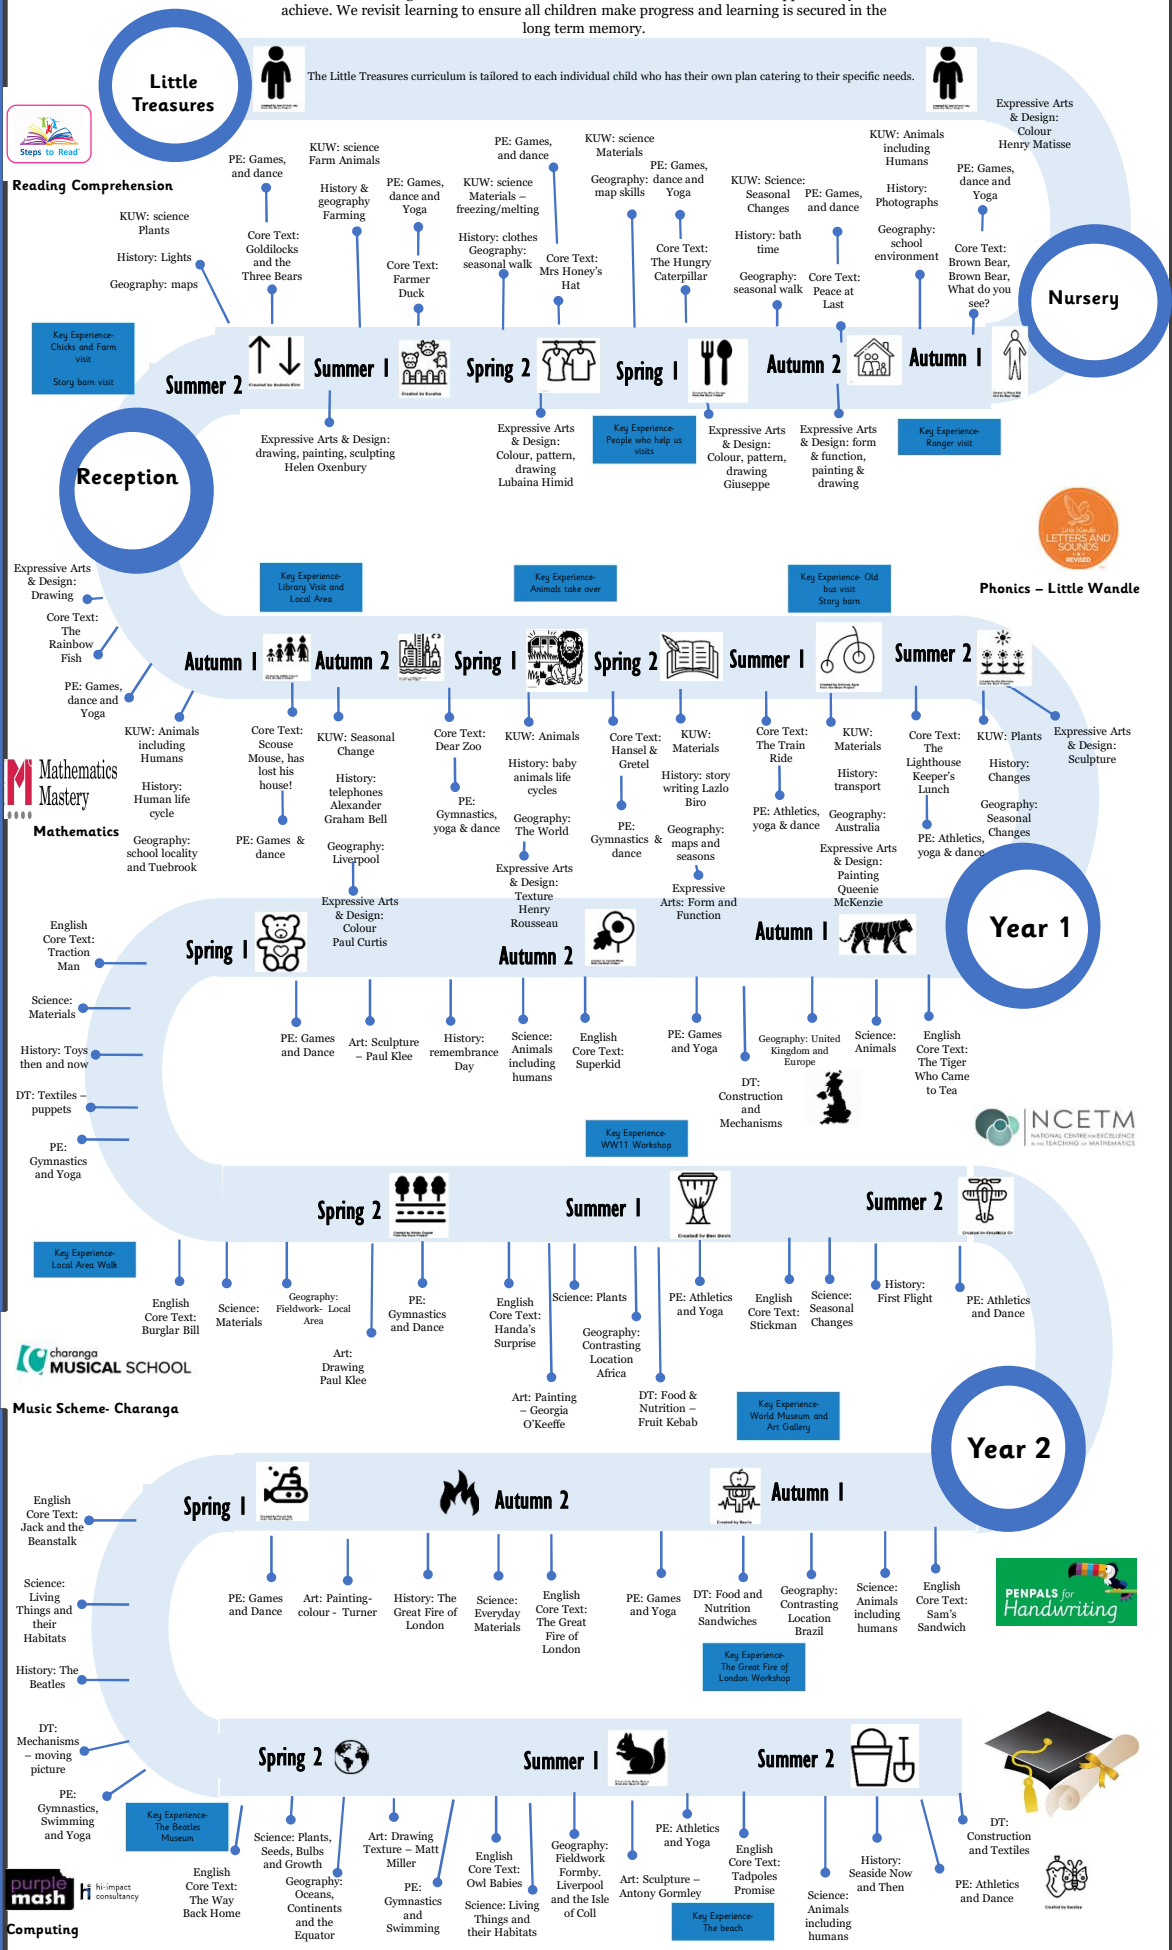 achieve. We revisit learning to ensure all children make progress and learning is secured in the
long term memory.
Little
Treasures
The Little Treasures curriculum is tailored to each individual child who has their own plan catering to their specific needs.
Steps to Read
Reading Comprehension
Expressive Arts
& Design:
Colour
Henry Matisse
Nursery
PE: Games,
dance and
Yoga
Core Text:
Brown Bear,
Brown Bear,
What do you
see?
KUW: Animals
including
Humans
History:
Photographs
Geography:
school
environment
Autumn 1
Key Experience-
Ranger visit
PE: Games,
and dance
Core Text:
Peace at
Last
KUW: Science:
Seasonal
Changes
History: bath
time
Geography:
seasonal walk
Autumn 2
Expressive Arts
& Design: form
& function,
painting &
drawing
KUW: science
Materials
Geography:
map skills
PE: Games,
dance and
Yoga
Core Text:
The Hungry
Caterpillar
Spring 1
Key Experience-
People who help us
visits
Expressive Arts
& Design:
Colour, pattern,
drawing
Giuseppe
PE: Games,
and dance
KUW: science
Materials –
freezing/melting
History: clothes
Geography:
seasonal walk
Core Text:
Mrs Honey's
Hat
Spring 2
Expressive Arts
& Design:
Colour, pattern,
drawing
Lubaina Himid
KUW: science
Farm Animals
History &
geography
Farming
PE: Games,
dance and
Yoga
Core Text:
Farmer
Duck
Summer 1
Expressive Arts & Design:
drawing, painting, sculpting
Helen Oxenbury
PE: Games,
and dance
Core Text:
Goldilocks
and the
Three Bears
KUW: science
Plants
History: Lights
Geography: maps
Summer 2
Key Experience-
Chicks and Farm
visit
Story barn visit
Reception
Little Wandle
LETTERS AND
SOUNDS
REVISED
Phonics – Little Wandle
Expressive Arts
& Design:
Drawing
Core Text:
The
Rainbow
Fish
PE: Games,
dance and
Yoga
KUW: Animals
including
Humans
History:
Human life
cycle
Geography:
school locality
and Tuebrook
Key Experience-
Library Visit and
Local Area
Key Experience-
Animals take over
Key Experience- Old
bus visit
Story barn
Autumn 1
Autumn 2
Spring 1
Spring 2
Summer 1
Summer 2
Core Text:
Scouse
Mouse, has
lost his
house!
PE: Games &
dance
KUW: Seasonal
Change
History:
telephones
Alexander
Graham Bell
Geography:
Liverpool
Expressive Arts
& Design:
Colour
Paul Curtis
Core Text:
Dear Zoo
PE:
Gymnastics,
yoga & dance
KUW: Animals
History: baby
animals life
cycles
Geography:
The World
Expressive Arts
& Design:
Texture
Henry
Rousseau
Core Text:
Hansel &
Gretel
PE:
Gymnastics &
dance
KUW:
Materials
History: story
writing Lazlo
Biro
Geography:
maps and
seasons
Expressive
Arts: Form and
Function
Core Text:
The Train
Ride
PE: Athletics,
yoga & dance
KUW:
Materials
History:
transport
Geography:
Australia
Expressive Arts
& Design:
Painting
Queenie
McKenzie
Core Text:
The
Lighthouse
Keeper's
Lunch
PE: Athletics,
yoga & dance
KUW: Plants
History:
Changes
Geography:
Seasonal
Changes
Expressive Arts
& Design:
Sculpture
Mathematics
Mastery
Mathematics
Year 1
Autumn 1
Autumn 2
Spring 1
English
Core Text:
The Tiger
Who Came
to Tea
Science:
Animals
Geography: United
Kingdom and
Europe
DT:
Construction
and
Mechanisms
PE: Games
and Yoga
English
Core Text:
Superkid
Science:
Animals
including
humans
History:
remembrance
Day
Art: Sculpture
– Paul Klee
PE: Games
and Dance
English
Core Text:
Traction
Man
Science:
Materials
History: Toys
then and now
DT: Textiles –
puppets
PE:
Gymnastics
and Yoga
Key Experience-
WW11 Workshop
NCETM
NATIONAL CENTRE for EXCELLENCE
in the TEACHING of MATHEMATICS
Spring 2
Summer 1
Created by Ben Davis
Summer 2
Key Experience-
Local Area Walk
English
Core Text:
Burglar Bill
Science:
Materials
Geography:
Fieldwork- Local
Area
Art:
Drawing
Paul Klee
PE:
Gymnastics
and Dance
English
Core Text:
Handa's
Surprise
Art: Painting
– Georgia
O'Keeffe
Science: Plants
Geography:
Contrasting
Location
Africa
DT: Food &
Nutrition –
Fruit Kebab
PE: Athletics
and Yoga
English
Core Text:
Stickman
Science:
Seasonal
Changes
History:
First Flight
PE: Athletics
and Dance
Key Experience-
World Museum and
Art Gallery
charanga
MUSICAL SCHOOL
Music Scheme- Charanga
Year 2
Autumn 1
Autumn 2
Spring 1
English
Core Text:
Sam's
Sandwich
Science:
Animals
including
humans
Geography:
Contrasting
Location
Brazil
DT: Food and
Nutrition
Sandwiches
PE: Games
and Yoga
English
Core Text:
The Great
Fire of
London
Science:
Everyday
Materials
History: The
Great Fire of
London
Art: Painting-
colour - Turner
PE: Games
and Dance
Key Experience-
The Great Fire of
London Workshop
PENPALS for
Handwriting
English
Core Text:
Jack and the
Beanstalk
Science:
Living
Things and
their
Habitats
History: The
Beatles
DT:
Mechanisms
– moving
picture
PE:
Gymnastics,
Swimming
and Yoga
Key Experience-
The Beatles
Museum
Spring 2
Summer 1
Summer 2
English
Core Text:
The Way
Back Home
Science: Plants,
Seeds, Bulbs
and Growth
Geography:
Oceans,
Continents
and the
Equator
Art: Drawing
Texture – Matt
Miller
PE:
Gymnastics
and
Swimming
English
Core Text:
Owl Babies
Science: Living
Things and
their Habitats
Geography:
Fieldwork
Formby.
Liverpool
and the Isle
of Coll
Art: Sculpture –
Antony Gormley
PE: Athletics
and Yoga
English
Core Text:
Tadpoles
Promise
Key Experience-
The beach
Science:
Animals
including
humans
History:
Seaside Now
and Then
PE: Athletics
and Dance
DT:
Construction
and Textiles
purple
mash
hi-impact
consultancy
Computing